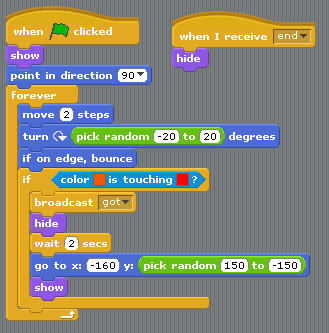 when clicked
show
point in direction 90
forever
move 2 steps
turn pick random -20 to 20 degrees
if on edge, bounce
if color is touching ?
broadcast got
hide
wait 2 secs
go to x: -160 y: pick random 150 to -150
show
when I receive end
hide